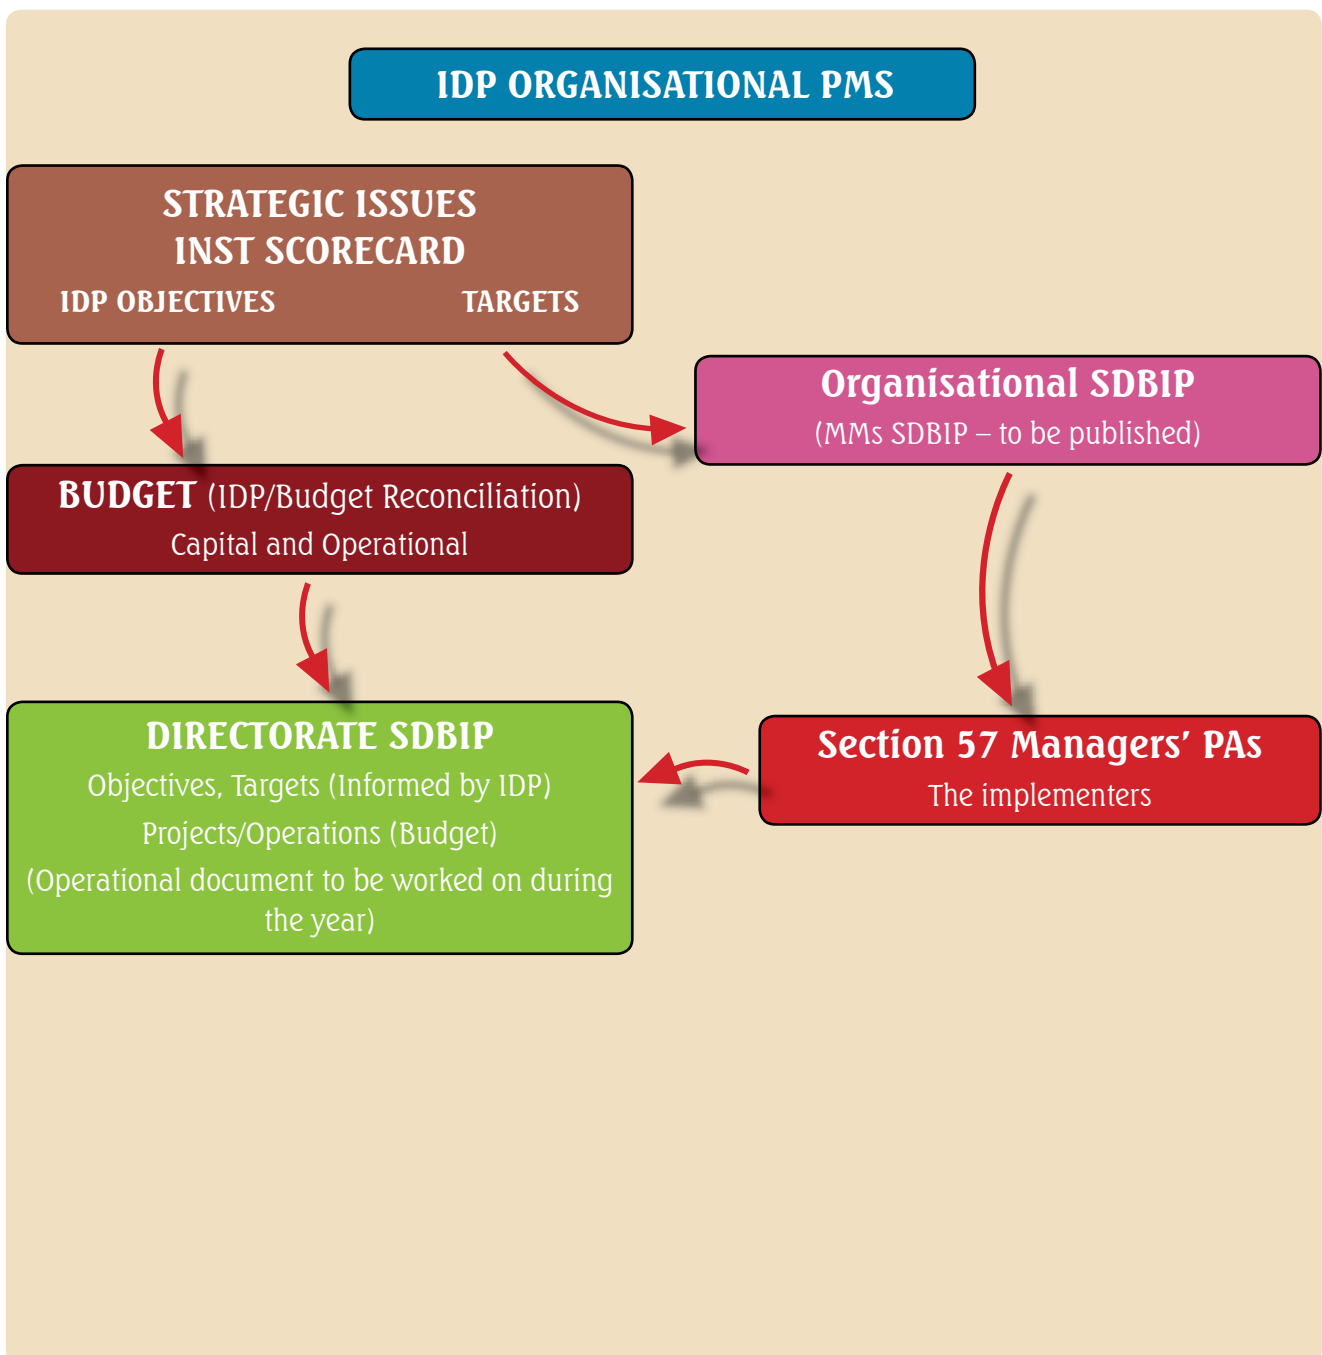 IDP ORGANISATIONAL PMS
STRATEGIC ISSUES
INST SCORECARD
IDP OBJECTIVES TARGETS
Organisational SDBIP
(MMs SDBIP – to be published)
BUDGET (IDP/Budget Reconciliation)
Capital and Operational
DIRECTORATE SDBIP
Objectives, Targets (Informed by IDP)
Projects/Operations (Budget)
(Operational document to be worked on during
the year)
Section 57 Managers’ PAs
The implementers